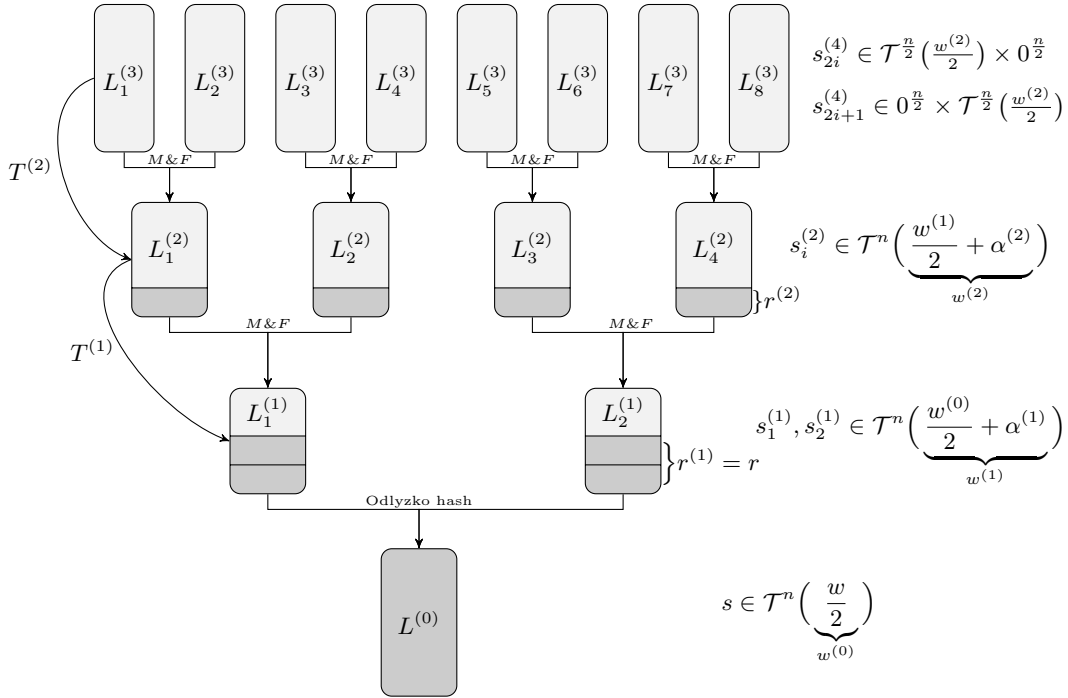 L_1^{(3)} L_2^{(3)} L_3^{(3)} L_4^{(3)} L_5^{(3)} L_6^{(3)} L_7^{(3)} L_8^{(3)}
s_{2i}^{(4)} ∈ 𝒯^{n/2}(w^{(2)}/2) × 0^{n/2}
s_{2i+1}^{(4)} ∈ 0^{n/2} × 𝒯^{n/2}(w^{(2)}/2)
M&F M&F M&F M&F
T^{(2)}
L_1^{(2)} L_2^{(2)} L_3^{(2)} L_4^{(2)}
s_i^{(2)} ∈ 𝒯^n(w^{(1)}/2 + α^{(2)})
w^{(2)}
r^{(2)}
M&F M&F
T^{(1)}
L_1^{(1)} L_2^{(1)}
s_1^{(1)}, s_2^{(1)} ∈ 𝒯^n(w^{(0)}/2 + α^{(1)})
w^{(1)}
r^{(1)} = r
Odlyzko hash
L^{(0)}
s ∈ 𝒯^n(w/2)
w^{(0)}